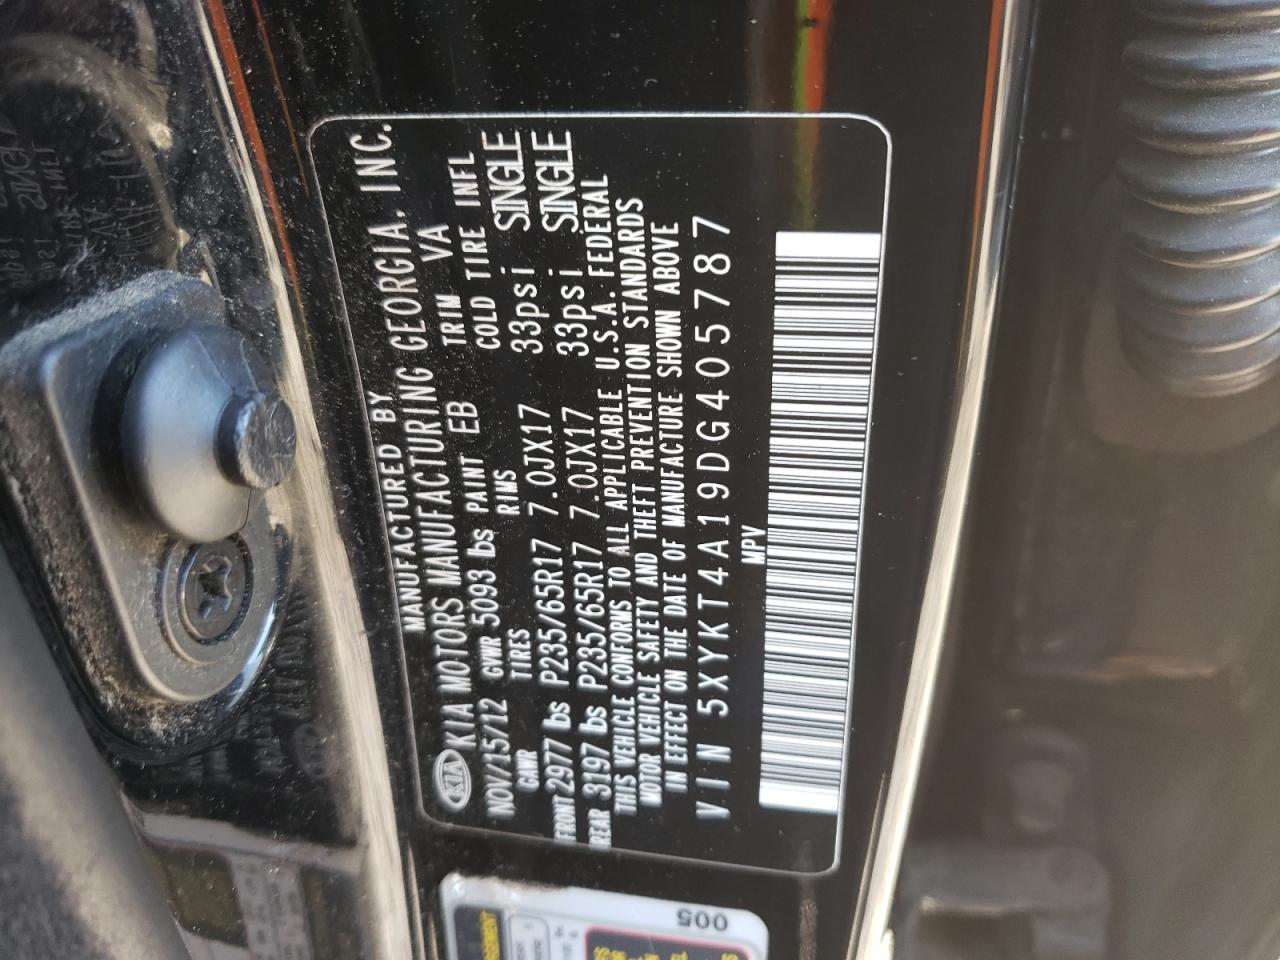 MANUFACTURED BY
KIA KIA MOTORS MANUFACTURING GEORGIA, INC.
NOV/15/12 GVWR 5093 lbs PAINT EB TRIM VA
GAWR TIRES RIMS COLD TIRE INFL
FRONT 2977 lbs P235/65R17 7.0JX17 33psi SINGLE
REAR 3197 lbs P235/65R17 7.0JX17 33psi SINGLE
THIS VEHICLE CONFORMS TO ALL APPLICABLE U.S.A. FEDERAL
MOTOR VEHICLE SAFETY AND THEFT PREVENTION STANDARDS
IN EFFECT ON THE DATE OF MANUFACTURE SHOWN ABOVE
VIN 5XYKT4A19DG405787
MPV
005